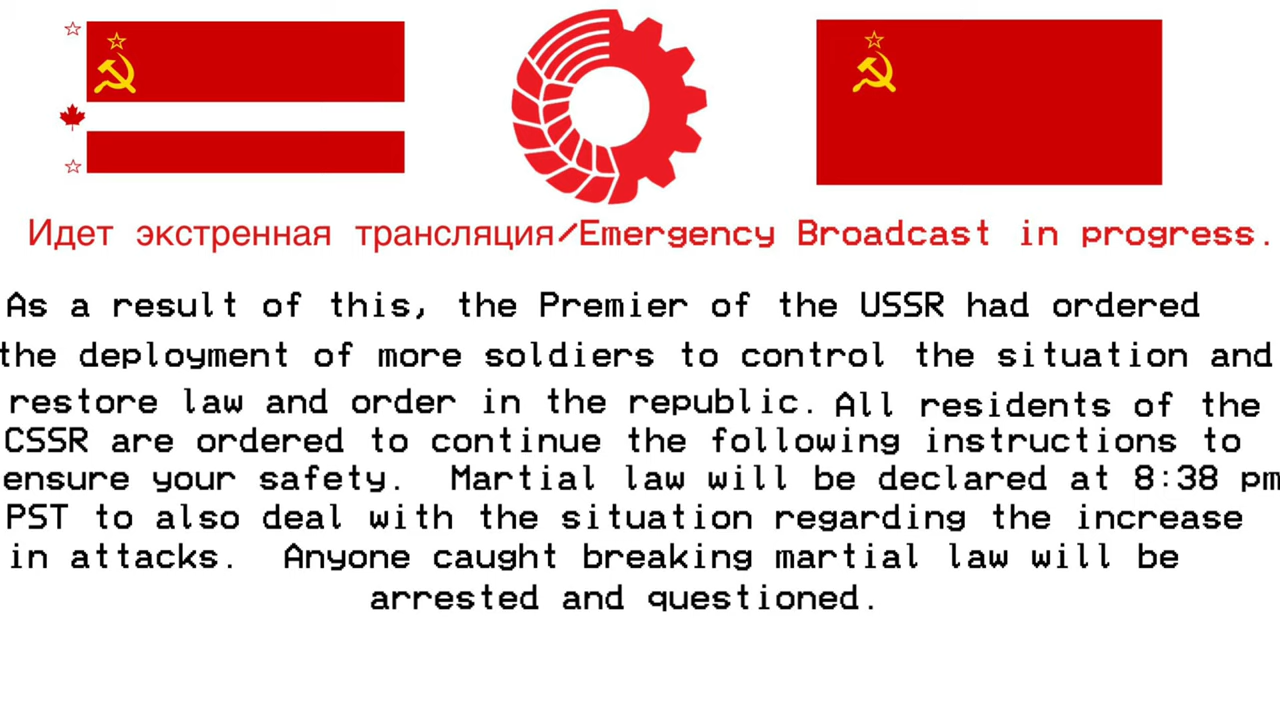 Идет экстренная трансляция/Emergency Broadcast in progress.
As a result of this, the Premier of the USSR had ordered
the deployment of more soldiers to control the situation and
restore law and order in the republic. All residents of the
CSSR are ordered to continue the following instructions to
ensure your safety. Martial law will be declared at 8:38 pm
PST to also deal with the situation regarding the increase
in attacks. Anyone caught breaking martial law will be
arrested and questioned.